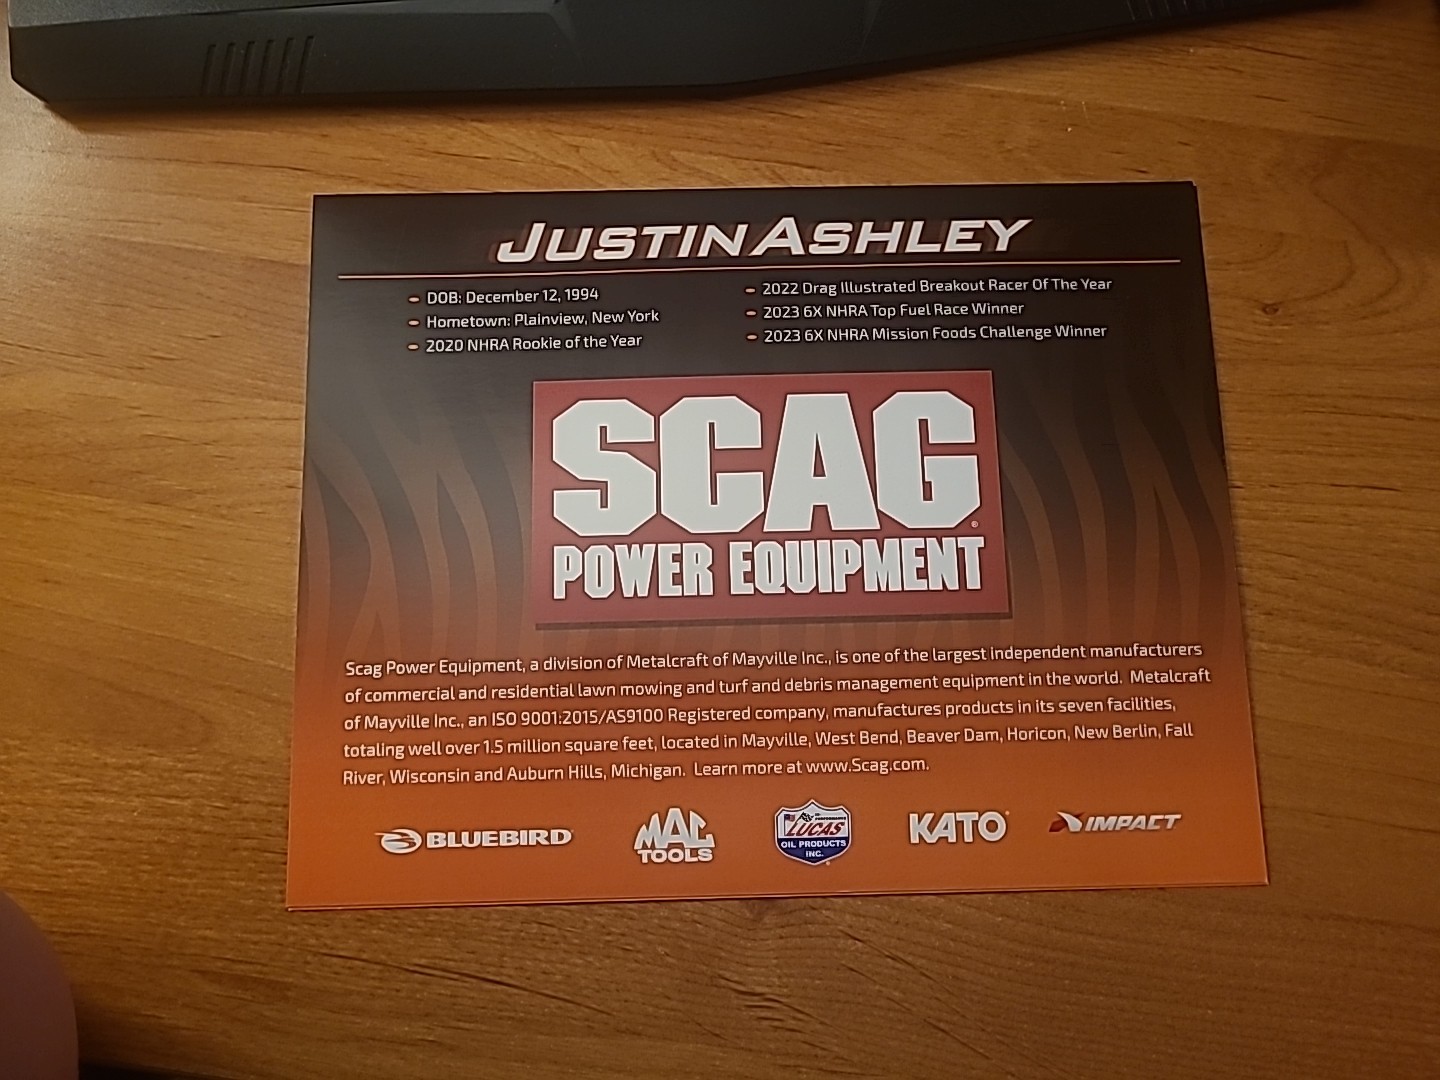 JUSTIN ASHLEY
DOB: December 12, 1994
Hometown: Plainview, New York
2020 NHRA Rookie of the Year
2022 Drag Illustrated Breakout Racer Of The Year
2023 6X NHRA Top Fuel Race Winner
2023 6X NHRA Mission Foods Challenge Winner
SCAG®
POWER EQUIPMENT
Scag Power Equipment, a division of Metalcraft of Mayville Inc., is one of the largest independent manufacturers
of commercial and residential lawn mowing and turf and debris management equipment in the world. Metalcraft
of Mayville Inc., an ISO 9001:2015/AS9100 Registered company, manufactures products in its seven facilities,
totaling well over 1.5 million square feet, located in Mayville, West Bend, Beaver Dam, Horicon, New Berlin, Fall
River, Wisconsin and Auburn Hills, Michigan. Learn more at www.Scag.com.
BLUEBIRD
MAC
TOOLS
LUCAS
OIL PRODUCTS
INC.
KATO
IMPACT